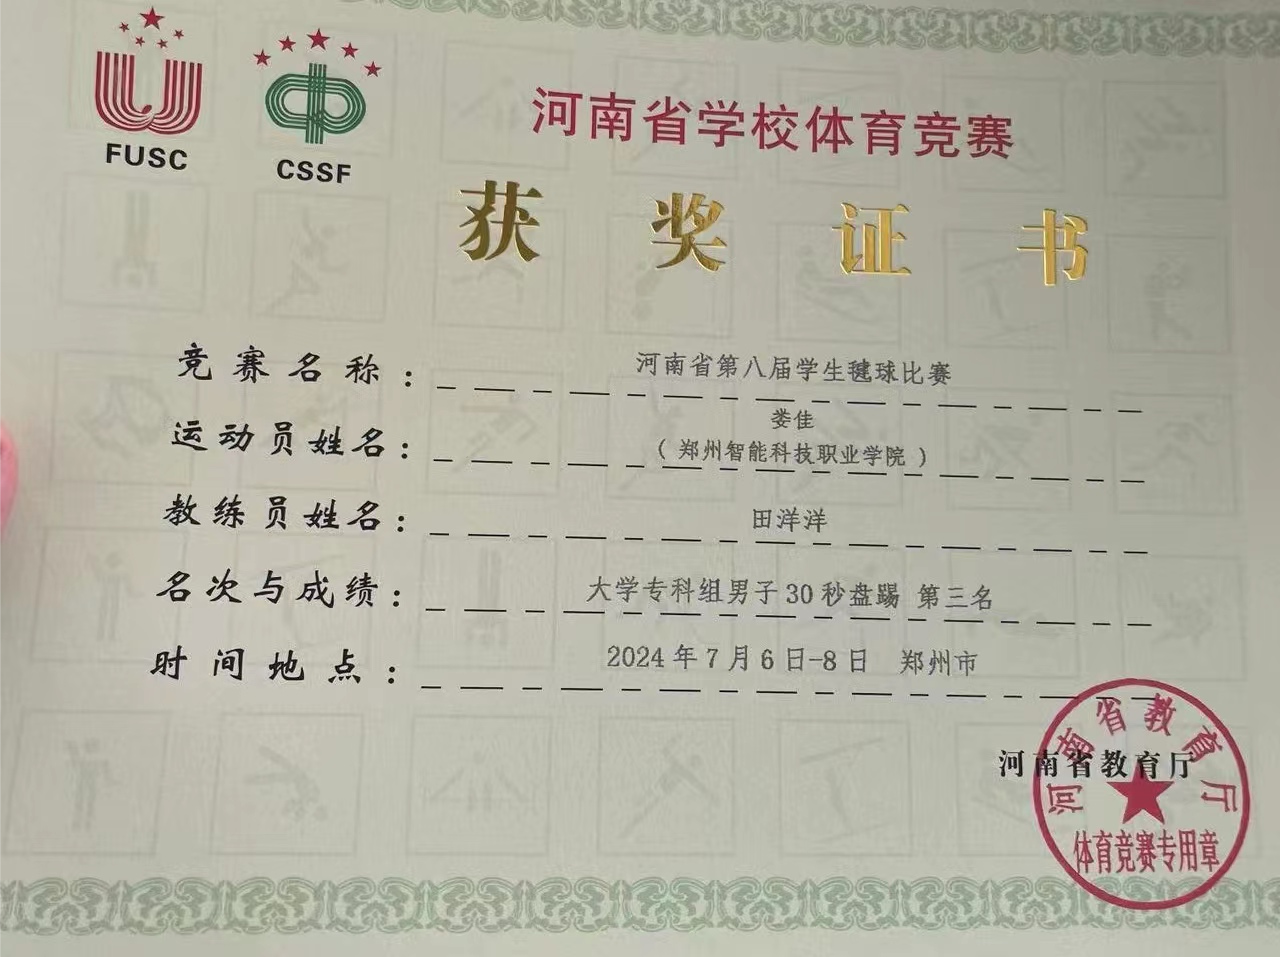 FUSC
CSSF
河南省学校体育竞赛
获奖证书
竞赛名称：河南省第八届学生毽球比赛
运动员姓名：娄佳
（郑州智能科技职业学院）
教练员姓名：田洋洋
名次与成绩：大学专科组男子30秒盘踢 第三名
时间地点：2024年7月6日-8日 郑州市
河南省教育厅
河南省教育厅
体育竞赛专用章